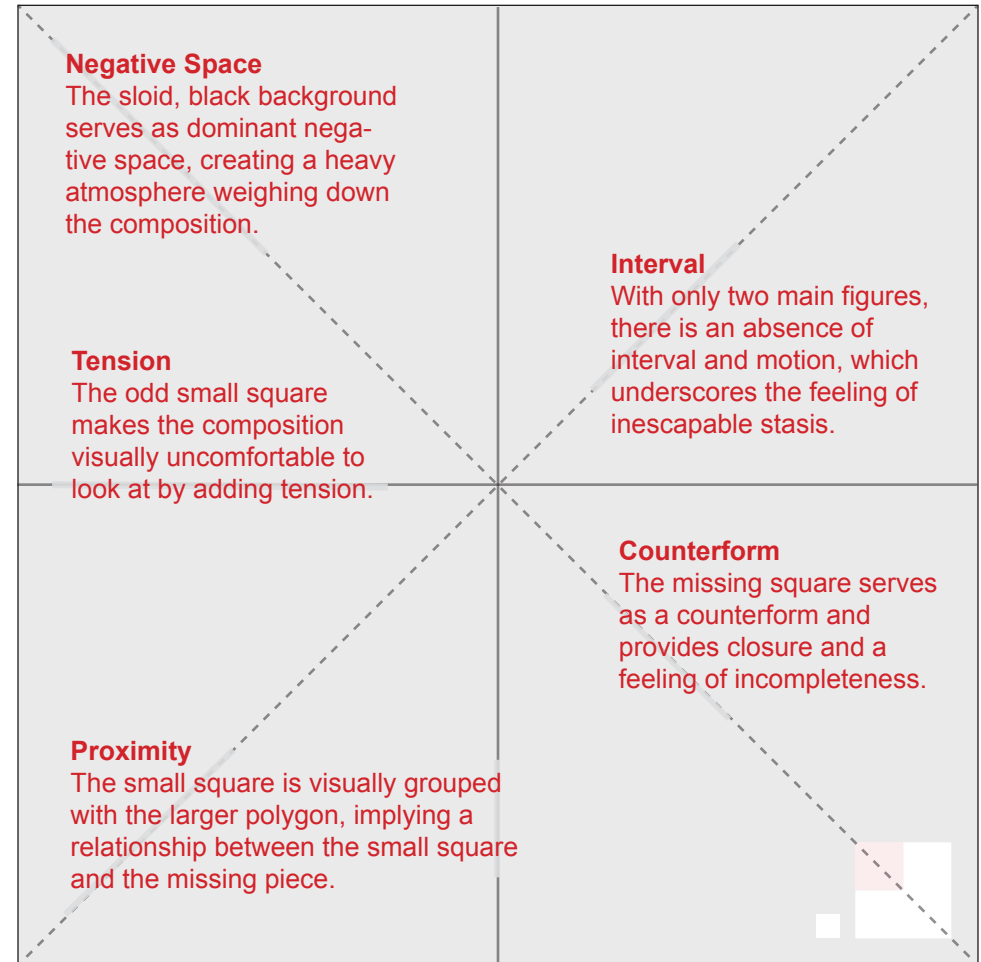 Negative Space
The sloid, black background
serves as dominant nega-
tive space, creating a heavy
atmosphere weighing down
the composition.
Interval
With only two main figures,
there is an absence of
interval and motion, which
underscores the feeling of
inescapable stasis.
Tension
The odd small square
makes the composition
visually uncomfortable to
look at by adding tension.
Counterform
The missing square serves
as a counterform and
provides closure and a
feeling of incompleteness.
Proximity
The small square is visually grouped
with the larger polygon, implying a
relationship between the small square
and the missing piece.